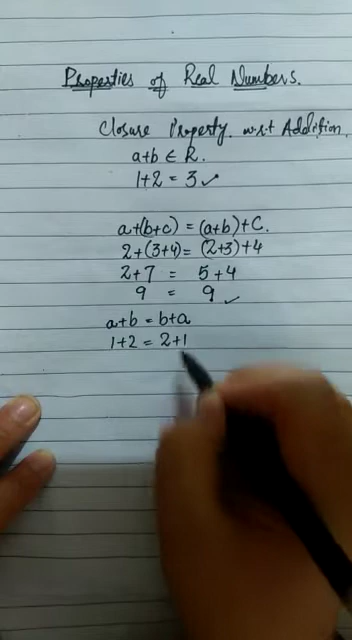 Properties of Real Numbers.
Closure Property. w.r.t Addition
a+b ∈ R.
1+2 = 3 ✓
a+(b+c) = (a+b)+C.
2+(3+4) = (2+3)+4
2+7 = 5+4
9 = 9 ✓
a+b = b+a
1+2 = 2+1